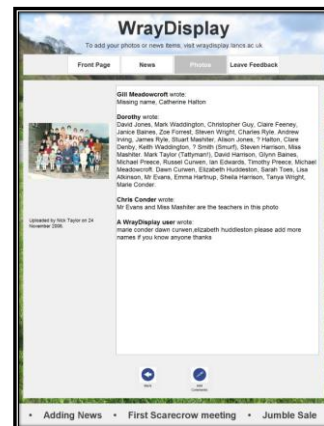 WrayDisplay
To add your photos or news items, visit wraydisplay.lancs.ac.uk
Front Page News Photos Leave Feedback
Gill Meadowcroft wrote:
Missing name, Catherine Halton
Dorothy wrote:
David Jones, Mark Waddington, Christopher Guy, Claire Feeney,
Janice Baines, Zoe Forrest, Steven Wright, Charles Ryle, Andrew
Irving, James Ryle, Stuart Mashiter, Alison Jones, ? Halton, Clare
Denby, Keith Waddington, ? Smith (Smurf), Steven Harrison, Miss
Mashiter, Mark Taylor (Tattyman!), David Harrison, Glynn Baines,
Michael Preece, Russel Curwen, Ian Edwards, Timothy Preece, Michael
Meadowcroft, Dawn Curwen, Elizabeth Huddleston, Sarah Toes, Lisa
Atkinson, Mr Evans, Emma Hartrup, Sheila Harrison, Tanya Wright,
Marie Conder.
Chris Conder wrote:
Mr Evans and Miss Mashiter are the teachers in this photo
A WrayDisplay user wrote:
marie conder dawn curwen,elizabeth huddleston please add more
names if you know anyone thanks
Uploaded by Nick Taylor on 24
November 2006.
Back
Add
Comments
• Adding News • First Scarecrow meeting • Jumble Sale